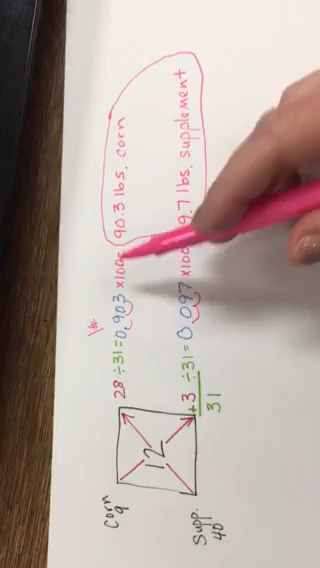 1#
Corn
9
28 ÷ 31 = 0.903 x100= 90.3 lbs. corn
12
+3 ÷31 = 0.097 x100 9.7 lbs. supplement
31
Supp.
40